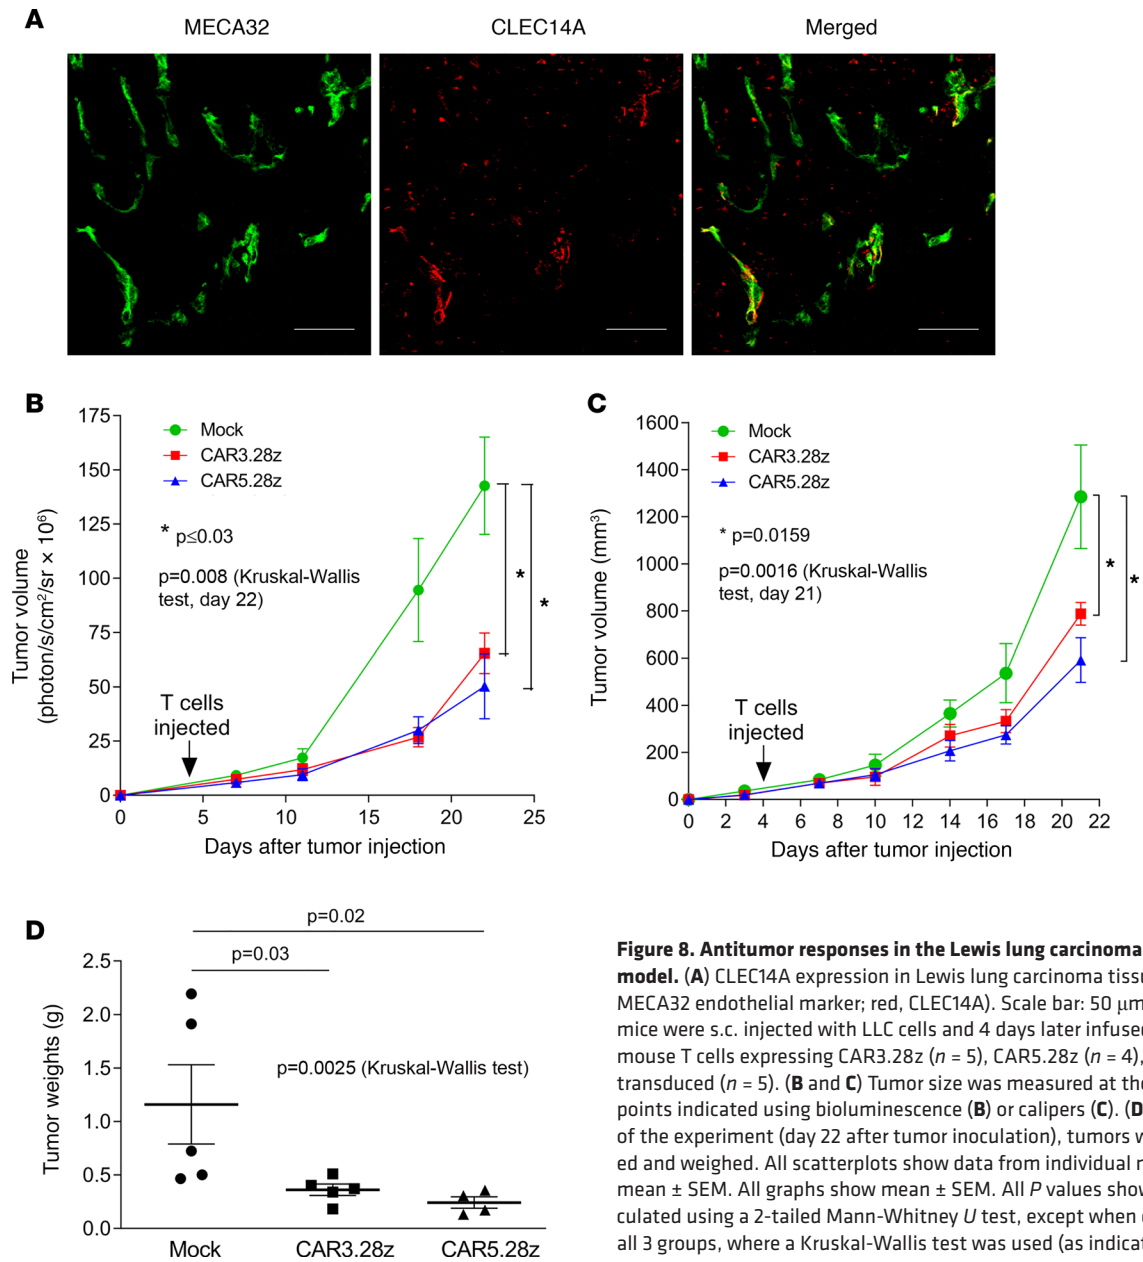 A
MECA32
CLEC14A
Merged
B
175
150
125
100
75
50
25
0
Tumor volume
(photon/s/cm²/sr × 10⁶)
Mock
CAR3.28z
CAR5.28z
* p≤0.03
p=0.008 (Kruskal-Wallis
test, day 22)
T cells
injected
*
*
0
5
10
15
20
25
Days after tumor injection
C
1600
1400
1200
1000
800
600
400
200
0
Tumor volume (mm³)
Mock
CAR3.28z
CAR5.28z
* p=0.0159
p=0.0016 (Kruskal-Wallis
test, day 21)
T cells
injected
*
*
0
2
4
6
8
10
12
14
16
18
20
22
Days after tumor injection
D
p=0.02
p=0.03
2.5
2.0
1.5
1.0
0.5
0.0
Tumor weights (g)
p=0.0025 (Kruskal-Wallis test)
Mock
CAR3.28z
CAR5.28z
Figure 8. Antitumor responses in the Lewis lung carcinoma
model. (A) CLEC14A expression in Lewis lung carcinoma
MECA32 endothelial marker; red, CLEC14A). Scale bar: 50 μm
mice were s.c. injected with LLC cells and 4 days later infused
mouse T cells expressing CAR3.28z (n = 5), CAR5.28z (n = 4),
transduced (n = 5). (B and C) Tumor size was measured at the
points indicated using bioluminescence (B) or calipers (C). (D
of the experiment (day 22 after tumor inoculation), tumors
ed and weighed. All scatterplots show data from individual
mean ± SEM. All graphs show mean ± SEM. All P values
culated using a 2-tailed Mann-Whitney U test, except when
all 3 groups, where a Kruskal-Wallis test was used (as